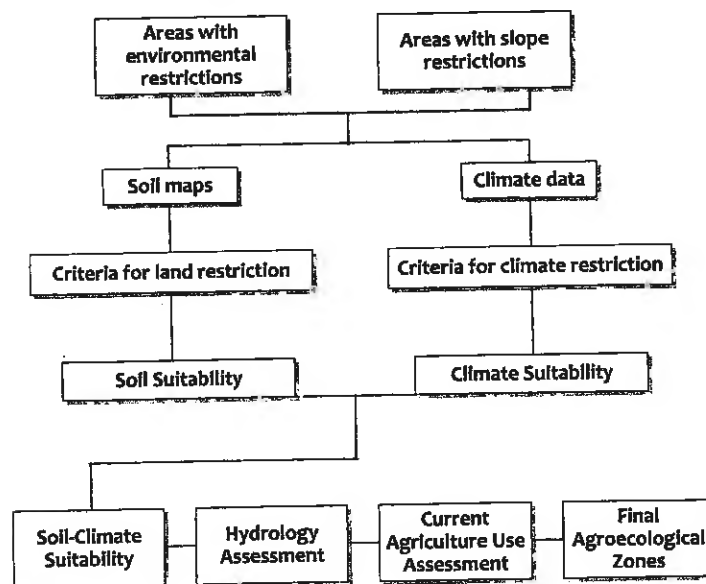 Areas with
environmental
restrictions
Areas with slope
restrictions
Soil maps
Climate data
Criteria for land restriction
Criteria for climate restriction
Soil Suitability
Climate Suitability
Soil-Climate
Suitability
Hydrology
Assessment
Current
Agriculture Use
Assessment
Final
Agroecological
Zones